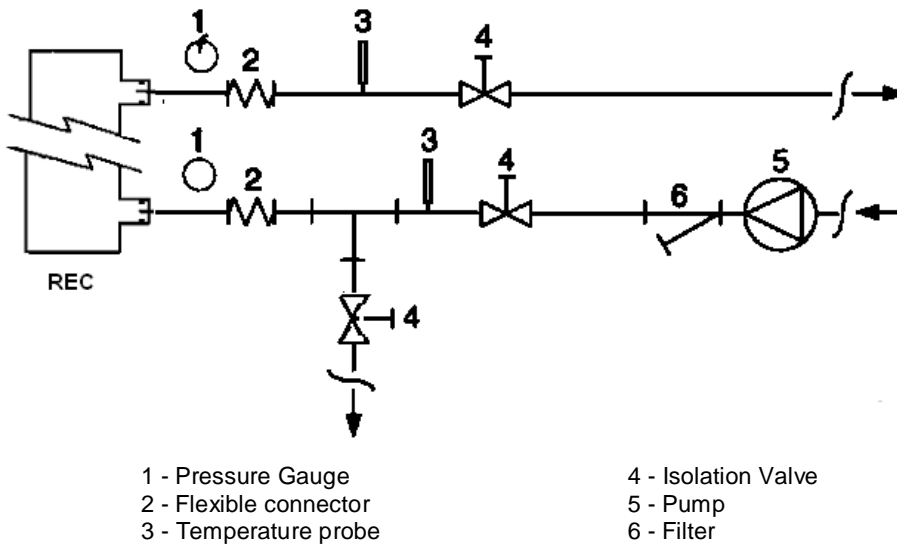 1
3
2
4
1
3
4
5
2
6
REC
4
1 - Pressure Gauge
2 - Flexible connector
3 - Temperature probe
4 - Isolation Valve
5 - Pump
6 - Filter